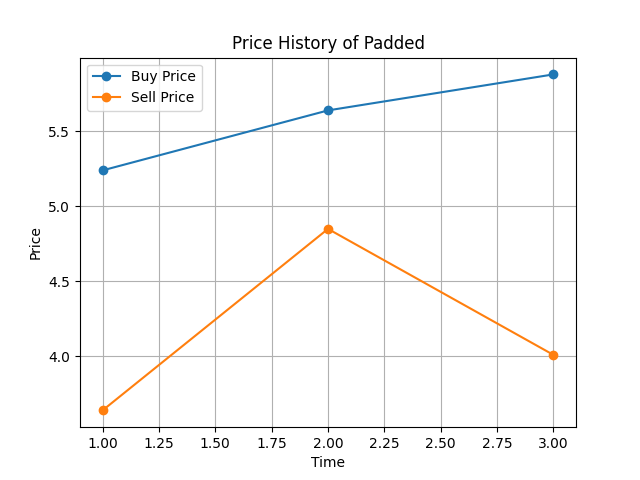 Price History of Padded
Buy Price
Sell Price
5.5
5.0
4.5
4.0
Price
1.00 1.25 1.50 1.75 2.00 2.25 2.50 2.75 3.00
Time